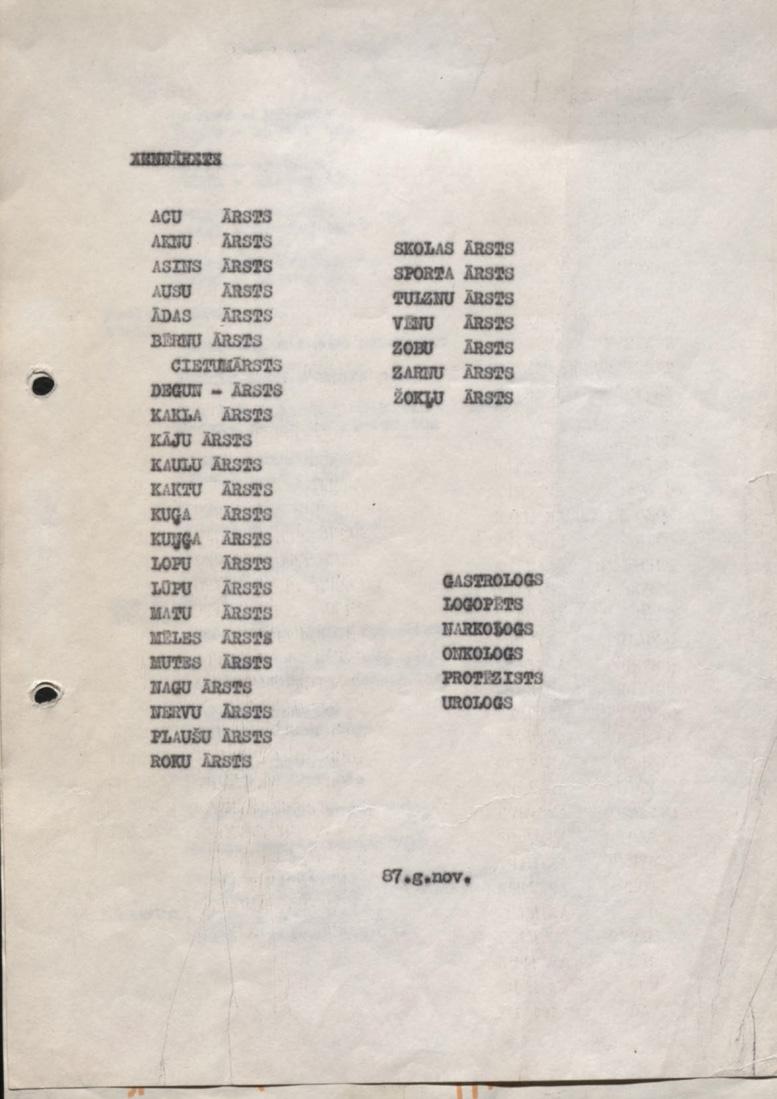 ACU ĀRSTS
AKNU ĀRSTS
ASINS ĀRSTS
AUSU ĀRSTS
ĀDAS ĀRSTS
BĒRNU ĀRSTS
CIETUMĀRSTS
DEGUN - ĀRSTS
KAKLA ĀRSTS
KĀJU ĀRSTS
KAULU ĀRSTS
KAKTU ĀRSTS
KUĢA ĀRSTS
KUŅĢA ĀRSTS
LOPU ĀRSTS
LŪPU ĀRSTS
MATU ĀRSTS
MĒLES ĀRSTS
MUTES ĀRSTS
NAGU ĀRSTS
NERVU ĀRSTS
PLAUŠU ĀRSTS
ROKU ĀRSTS
SKOLAS ĀRSTS
SPORTA ĀRSTS
TULZNU ĀRSTS
VĒNU ĀRSTS
ZOBU ĀRSTS
ZARNU ĀRSTS
ŽOKĻU ĀRSTS
GASTROLOGS
LOGOPĒTS
NARKOLOGS
ONKOLOGS
PROTĒZISTS
UROLOGS
87.g.nov.